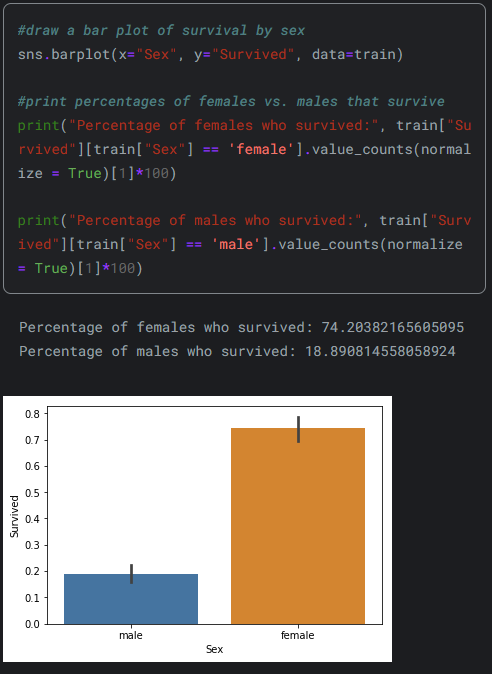 #draw a bar plot of survival by sex
sns.barplot(x="Sex", y="Survived", data=train)
#print percentages of females vs. males that survive
print("Percentage of females who survived:", train["Su
rvived"][train["Sex"] == 'female'].value_counts(normal
ize = True)[1]*100)
print("Percentage of males who survived:", train["Surv
ived"][train["Sex"] == 'male'].value_counts(normalize
= True)[1]*100)
Percentage of females who survived: 74.20382165605095
Percentage of males who survived: 18.890814558058924
0.8
0.7
0.6
0.5
0.4
0.3
0.2
0.1
0.0
Survived
male female
Sex